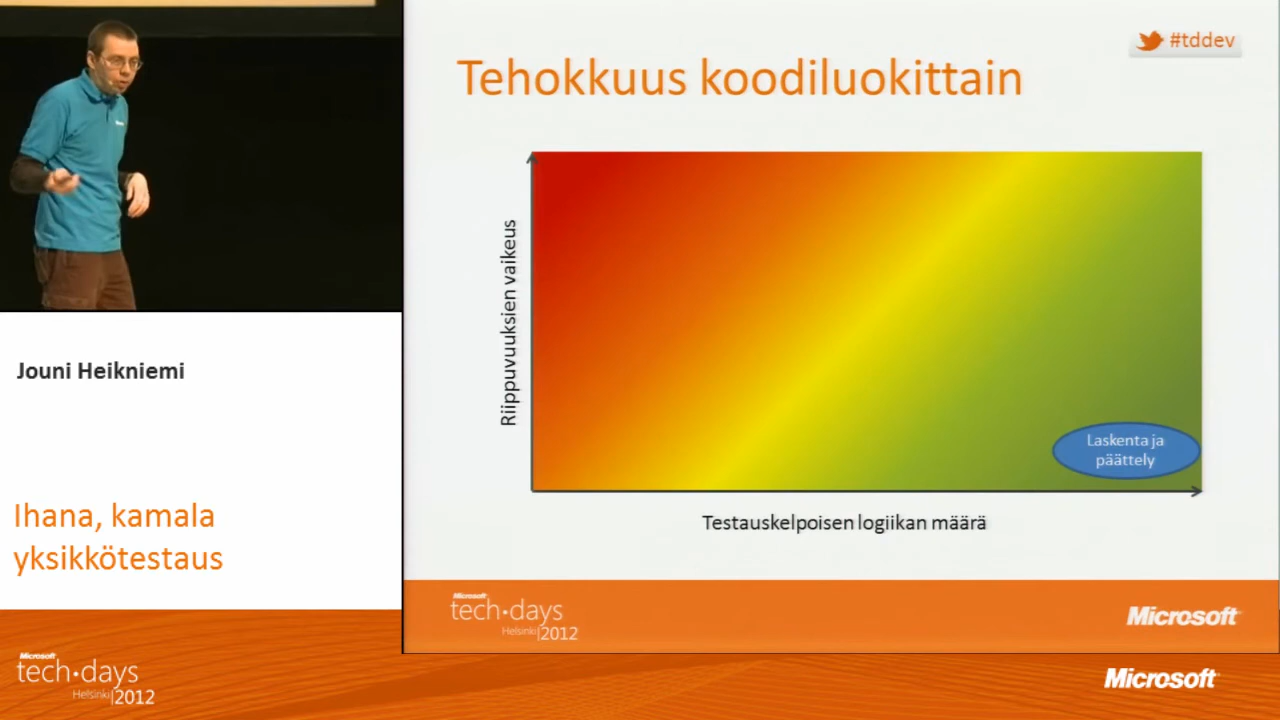 #tddev
Tehokkuus koodiluokittain
Riippuvuuksien vaikeus
Laskenta ja
päättely
Testauskelpoisen logiikan määrä
Microsoft
tech·days
Helsinki|2012
Microsoft
Jouni Heikniemi
Ihana, kamala
yksikkötestaus
Microsoft
tech·days
Helsinki|2012
Microsoft